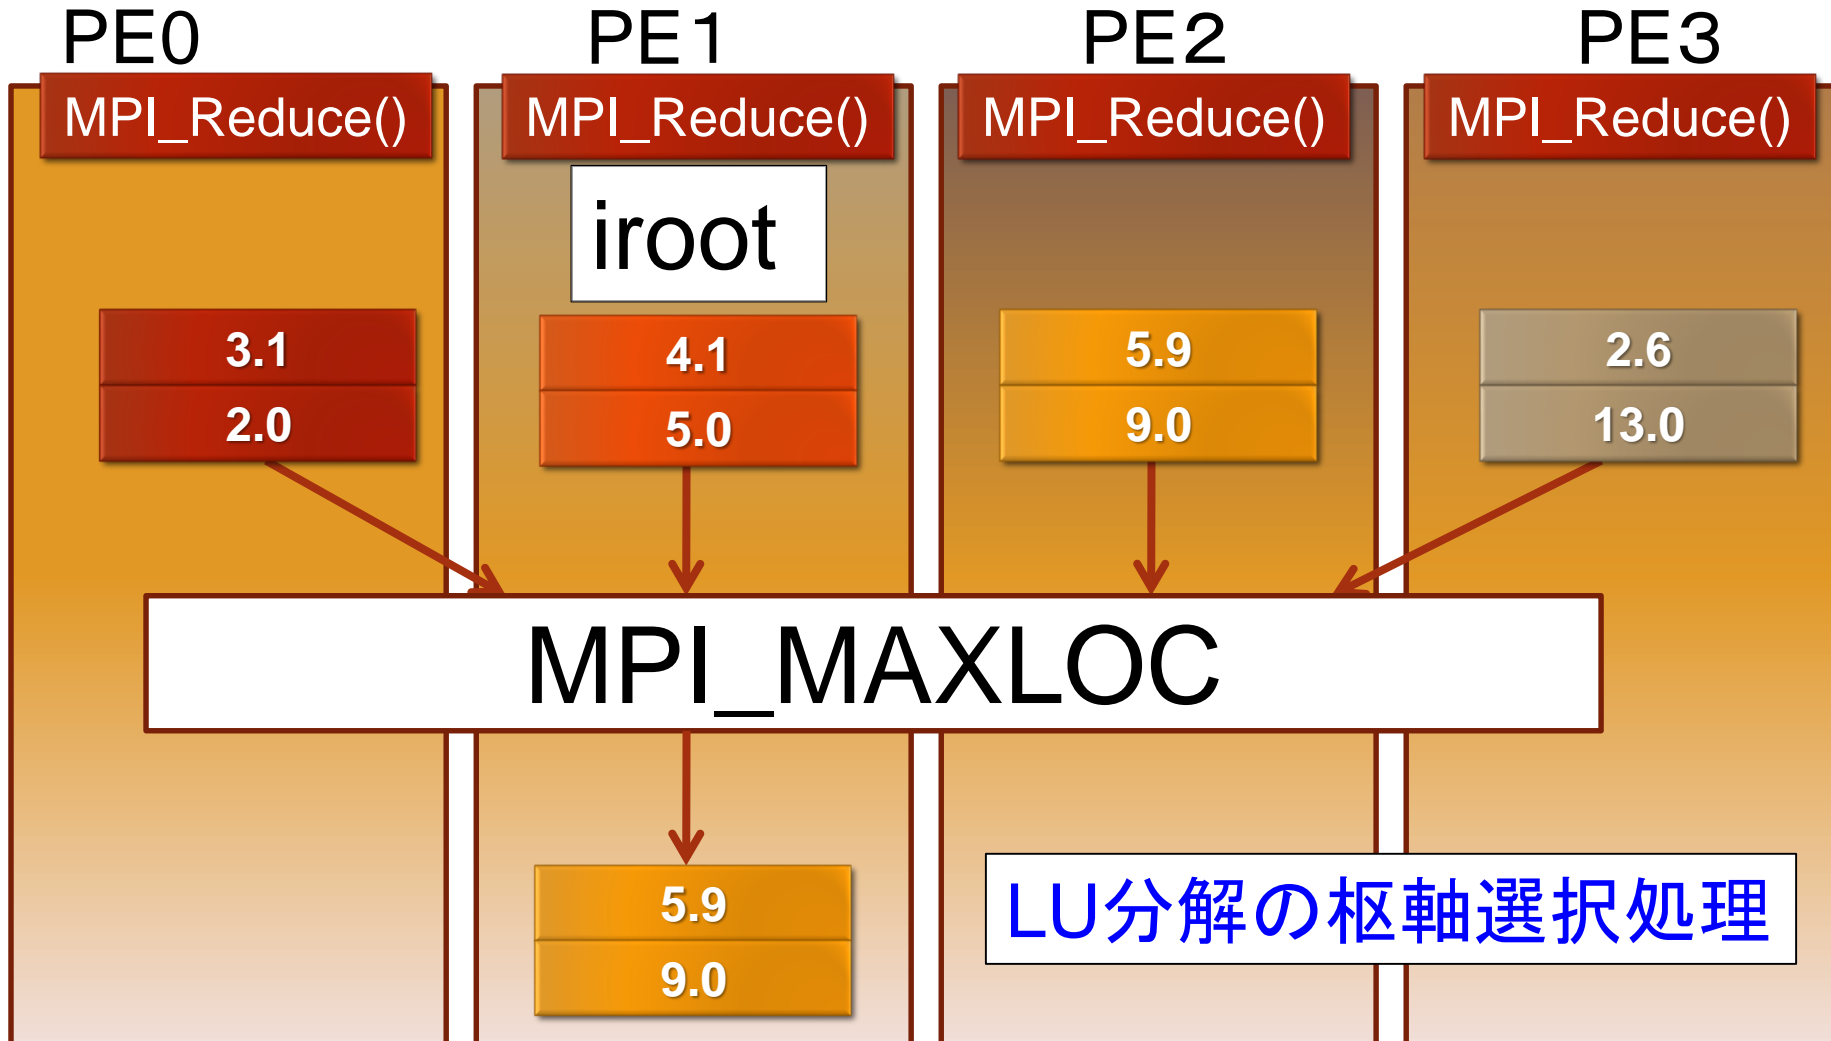 PE0
PE1
PE2
PE3
MPI_Reduce()
MPI_Reduce()
MPI_Reduce()
MPI_Reduce()
iroot
3.1
2.0
4.1
5.0
5.9
9.0
2.6
13.0
MPI_MAXLOC
5.9
9.0
LU分解の枢軸選択処理